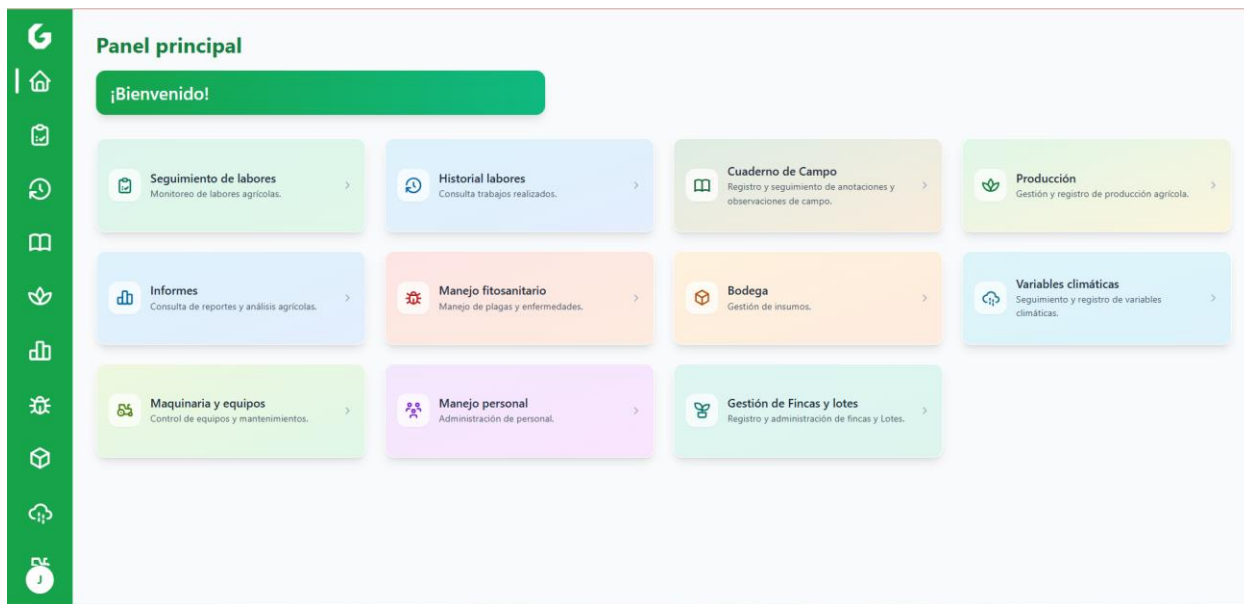 G
Panel principal
¡Bienvenido!
Seguimiento de labores
Monitoreo de labores agrícolas.
Historial labores
Consulta trabajos realizados.
Cuaderno de Campo
Registro y seguimiento de anotaciones y
observaciones de campo.
Producción
Gestión y registro de producción agrícola.
Informes
Consulta de reportes y análisis agrícolas.
Manejo fitosanitario
Manejo de plagas y enfermedades.
Bodega
Gestión de insumos.
Variables climáticas
Seguimiento y registro de variables
climáticas.
Maquinaria y equipos
Control de equipos y mantenimientos.
Manejo personal
Administración de personal.
Gestión de Fincas y lotes
Registro y administración de fincas y Lotes.
J